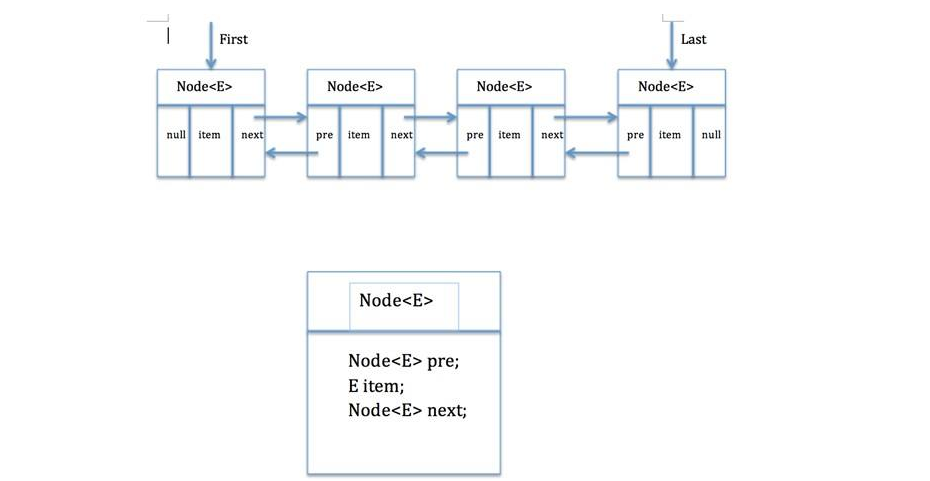 First Last
Node<E> Node<E> Node<E> Node<E>
null item next pre item next pre item next pre item null
Node<E>
Node<E> pre;
E item;
Node<E> next;